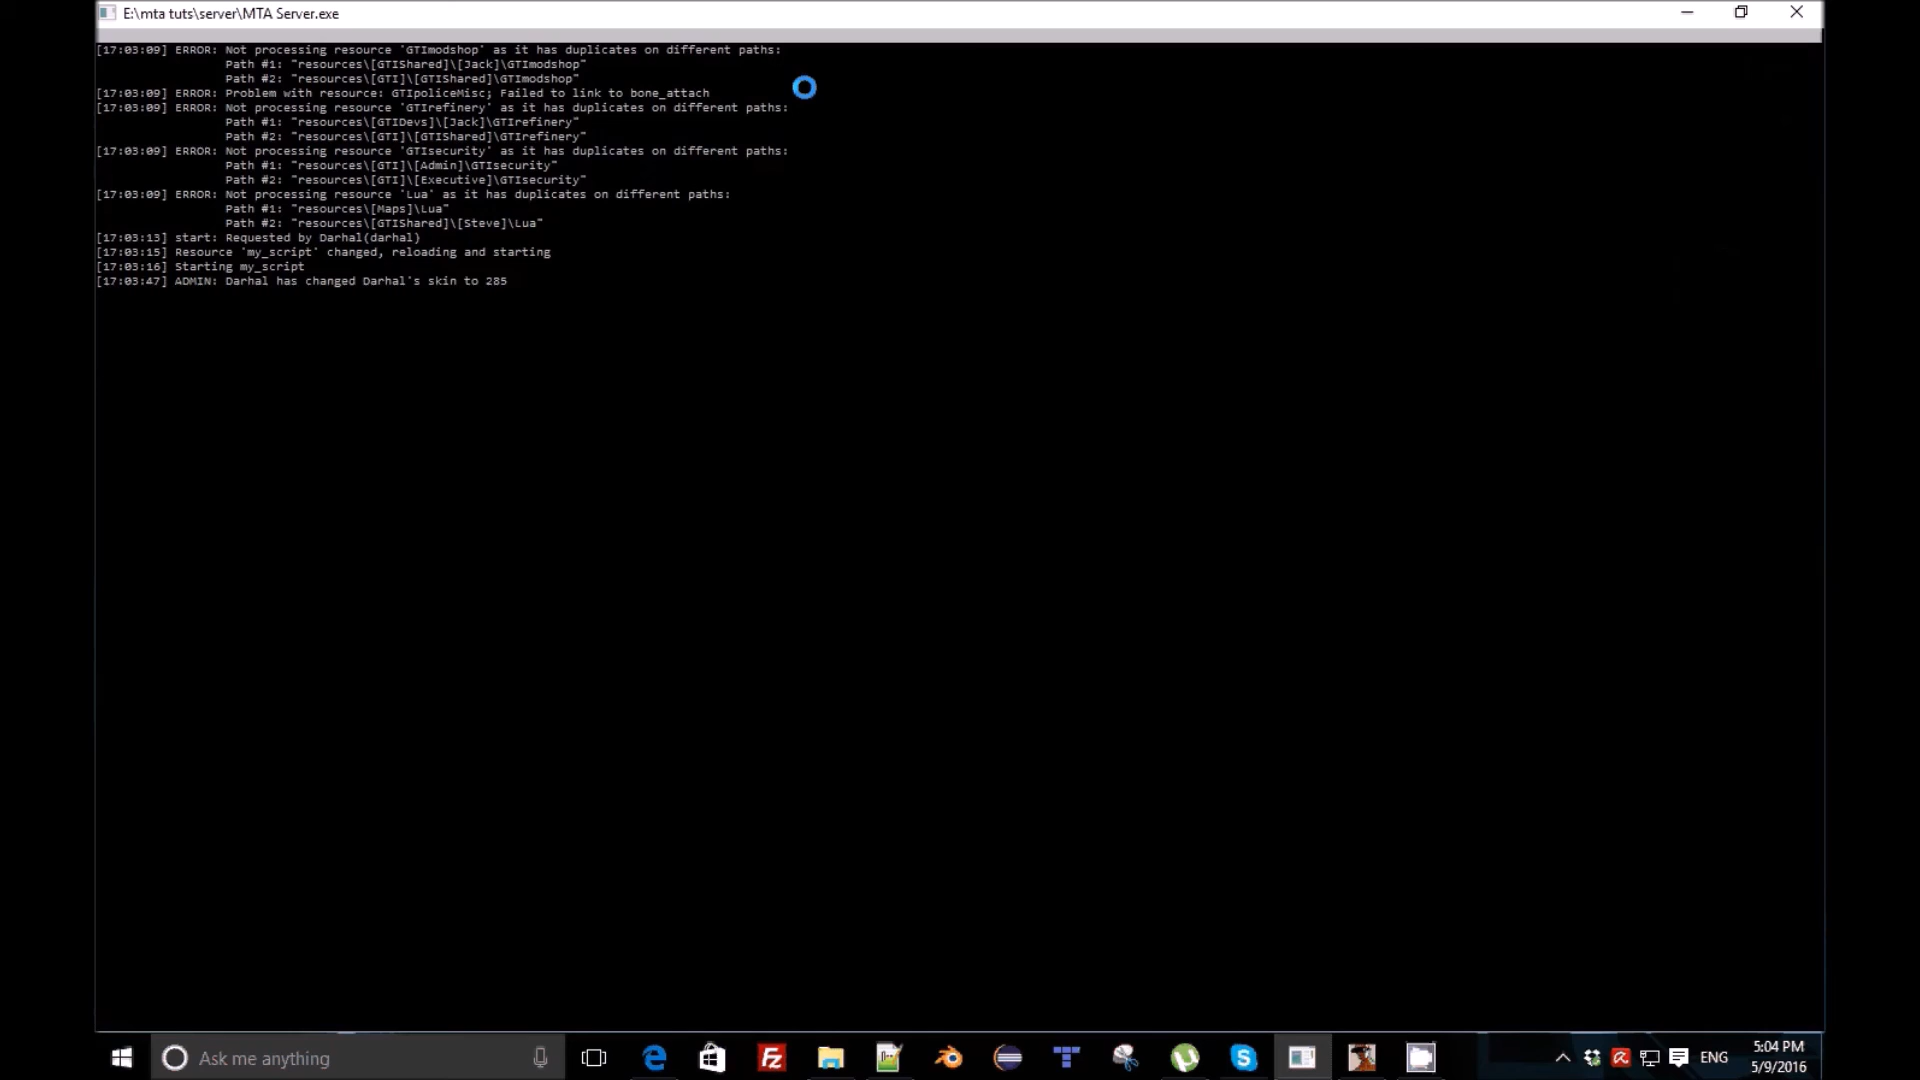 E:\mta tuts\server\MTA Server.exe
[17:03:09] ERROR: Not processing resource 'GTImodshop' as it has duplicates on different paths:
Path #1: "resources\[GTIShared]\[Jack]\GTImodshop"
Path #2: "resources\[GTI]\[GTIShared]\GTImodshop"
[17:03:09] ERROR: Problem with resource: GTIpoliceMisc; Failed to link to bone_attach
[17:03:09] ERROR: Not processing resource 'GTIrefinery' as it has duplicates on different paths:
Path #1: "resources\[GTIDevs]\[Jack]\GTIrefinery"
Path #2: "resources\[GTI]\[GTIShared]\GTIrefinery"
[17:03:09] ERROR: Not processing resource 'GTIsecurity' as it has duplicates on different paths:
Path #1: "resources\[GTI]\[Admin]\GTIsecurity"
Path #2: "resources\[GTI]\[Executive]\GTIsecurity"
[17:03:09] ERROR: Not processing resource 'Lua' as it has duplicates on different paths:
Path #1: "resources\[Maps]\Lua"
Path #2: "resources\[GTIShared]\[Steve]\Lua"
[17:03:13] start: Requested by Darhal(darhal)
[17:03:15] Resource 'my_script' changed, reloading and starting
[17:03:16] Starting my_script
[17:03:47] ADMIN: Darhal has changed Darhal's skin to 285
Ask me anything
ENG
5:04 PM
5/9/2016